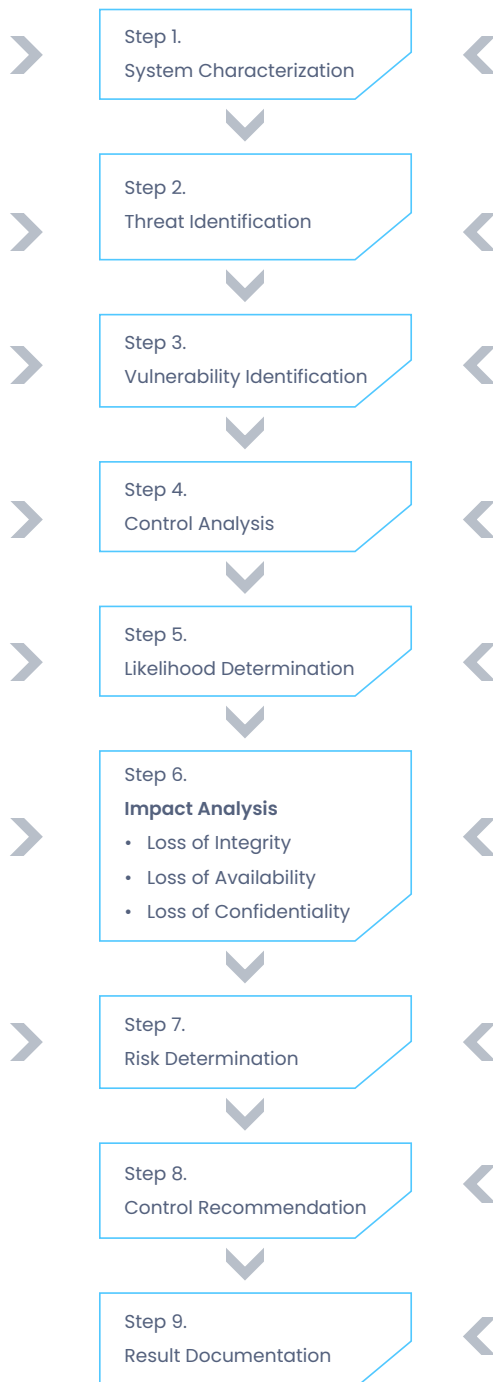 Step 1.
System Characterization
Step 2.
Threat Identification
Step 3.
Vulnerability Identification
Step 4.
Control Analysis
Step 5.
Likelihood Determination
Step 6.
Impact Analysis
• Loss of Integrity
• Loss of Availability
• Loss of Confidentiality
Step 7.
Risk Determination
Step 8.
Control Recommendation
Step 9.
Result Documentation